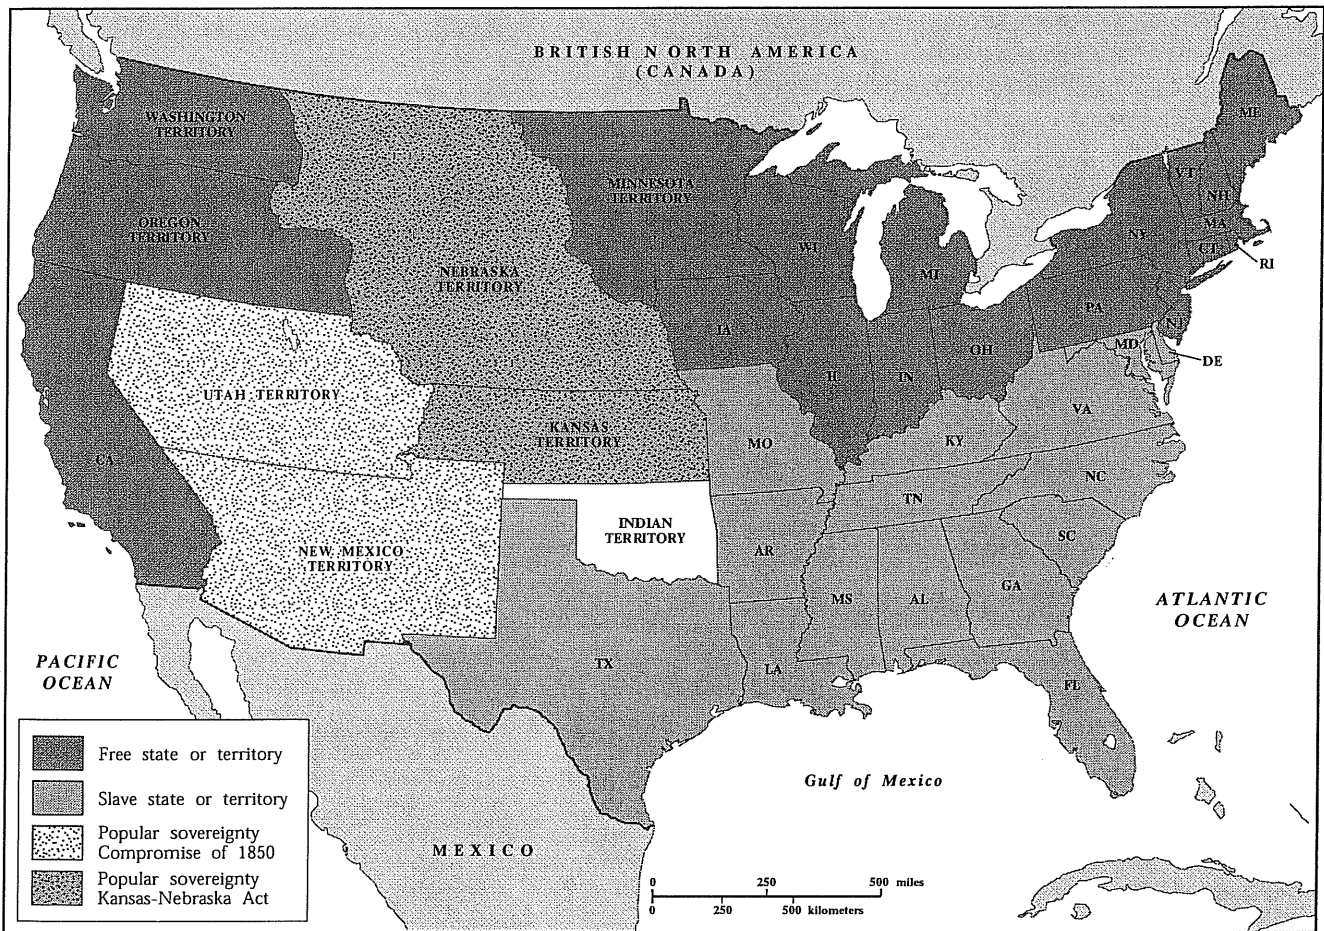 BRITISH NORTH AMERICA
(CANADA)
WASHINGTON
TERRITORY
OREGON
TERRITORY
MINNESOTA
TERRITORY
NEBRASKA
TERRITORY
ME
VT
NH
MA
CT
RI
NY
WI
MI
PA
NJ
IA
OH
MD
DE
IL
IN
UTAH TERRITORY
KANSAS
TERRITORY
MO
KY
VA
CA
NC
TN
INDIAN
TERRITORY
NEW MEXICO
TERRITORY
AR
SC
MS
AL
GA
ATLANTIC
OCEAN
PACIFIC
OCEAN
TX
LA
FL
Free state or territory
Slave state or territory
Popular sovereignty
Compromise of 1850
Popular sovereignty
Kansas-Nebraska Act
Gulf of Mexico
MEXICO
0 250 500 miles
0 250 500 kilometers